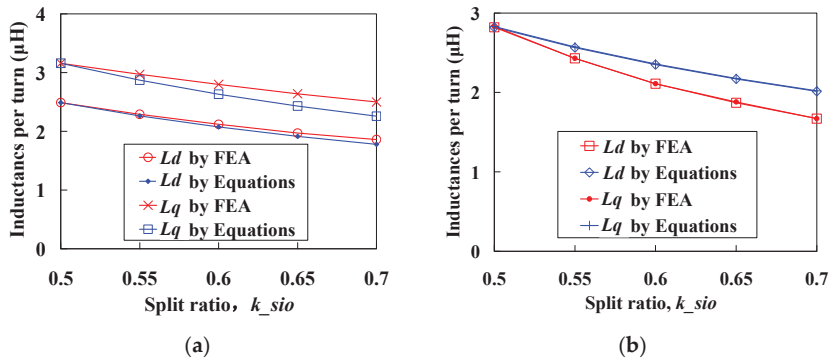 4
3
2
1
0
Inductances per turn (μH)
Ld by FEA
Ld by Equations
Lq by FEA
Lq by Equations
0.5 0.55 0.6 0.65 0.7
Split ratio, k_sio
(a)
3
2
1
0
Inductances per turn (μH)
Ld by FEA
Ld by Equations
Lq by FEA
Lq by Equations
0.5 0.55 0.6 0.65 0.7
Split ratio, k_sio
(b)